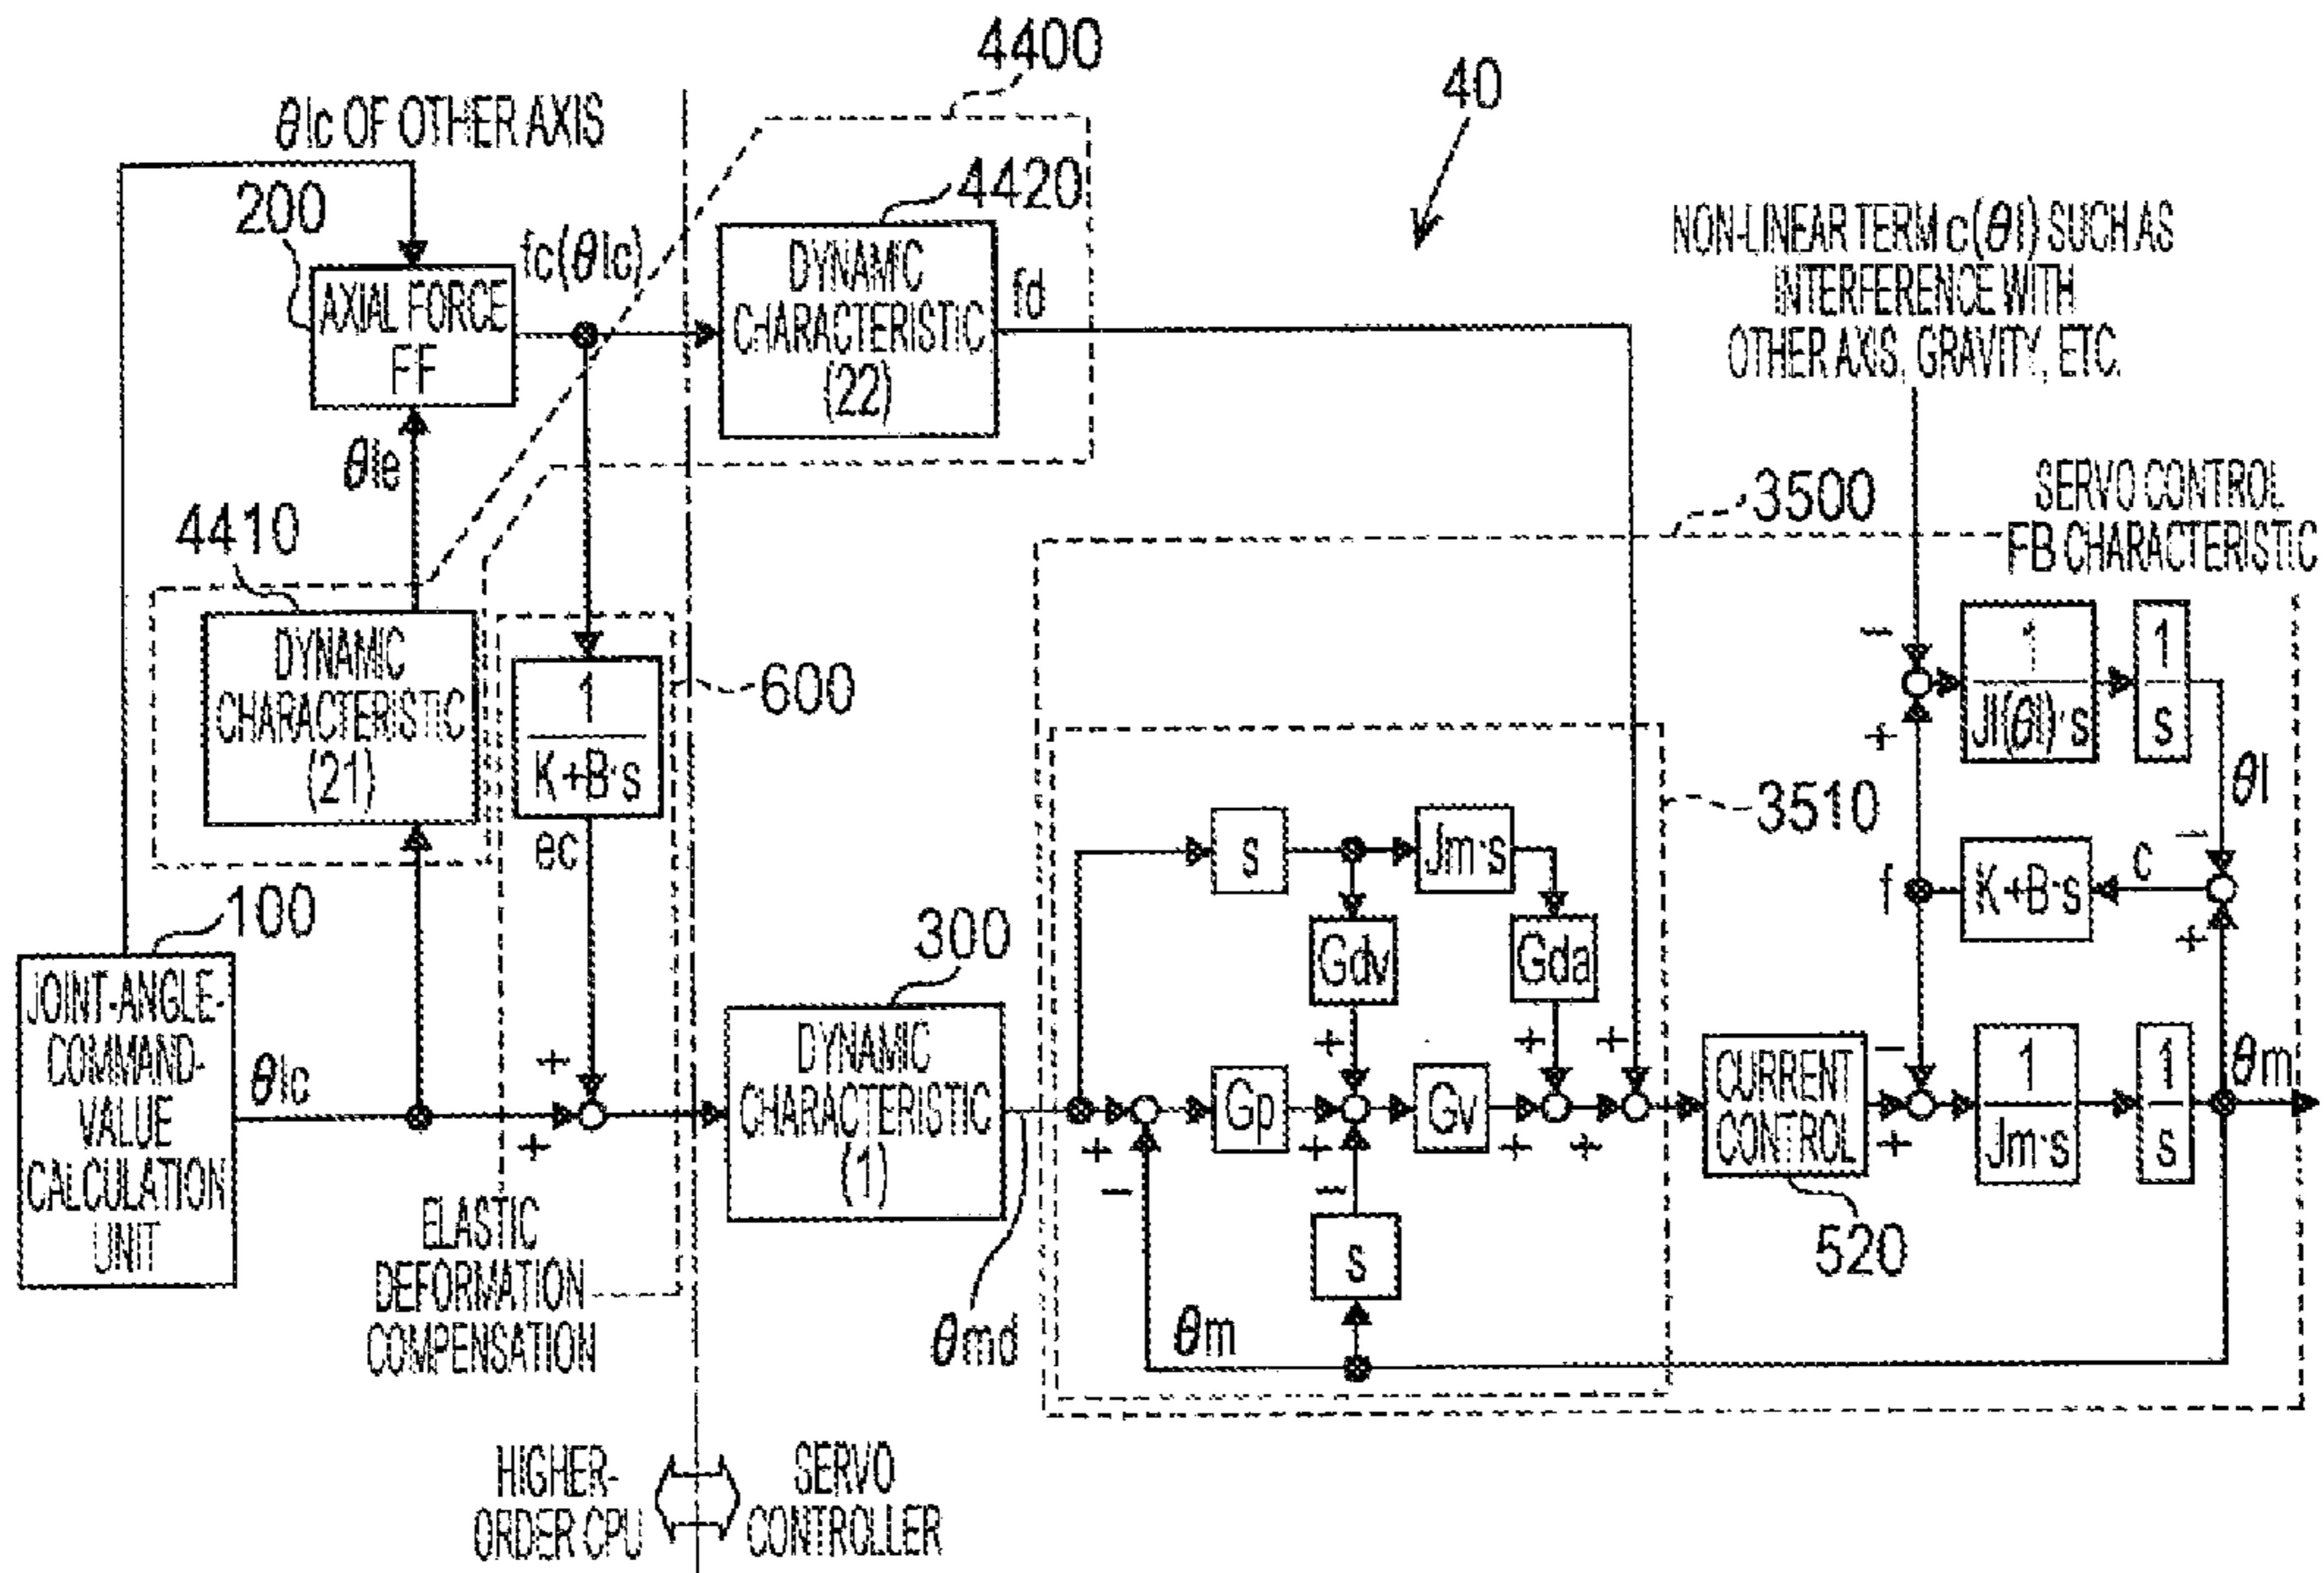 4400
40
θlc OF OTHER AXIS
4420
200
fc(θlc)
DYNAMIC
CHARACTERISTIC
(22)
fd
NON-LINEAR TERM c(θl) SUCH AS
INTERFERENCE WITH
OTHER AXIS, GRAVITY, ETC.
AXIAL FORCE
FF
θle
4410
3500
SERVO CONTROL
FB CHARACTERISTIC
DYNAMIC
CHARACTERISTIC
(21)
600
1
K+B·s
ec
−
+
1
Jl(θl)·s
1
s
θl
3510
s
Jm·s
f
K+B·s
c
−
+
100
300
Gdv
Gda
JOINT-ANGLE-
COMMAND-
VALUE
CALCULATION
UNIT
θlc
+
+
DYNAMIC
CHARACTERISTIC
(1)
+
−
Gp
+
+
−
Gv
+
+
+
+
CURRENT
CONTROL
−
+
1
Jm·s
1
s
θm
520
ELASTIC
DEFORMATION
COMPENSATION
θmd
θm
s
HIGHER-
ORDER CPU
SERVO
CONTROLLER